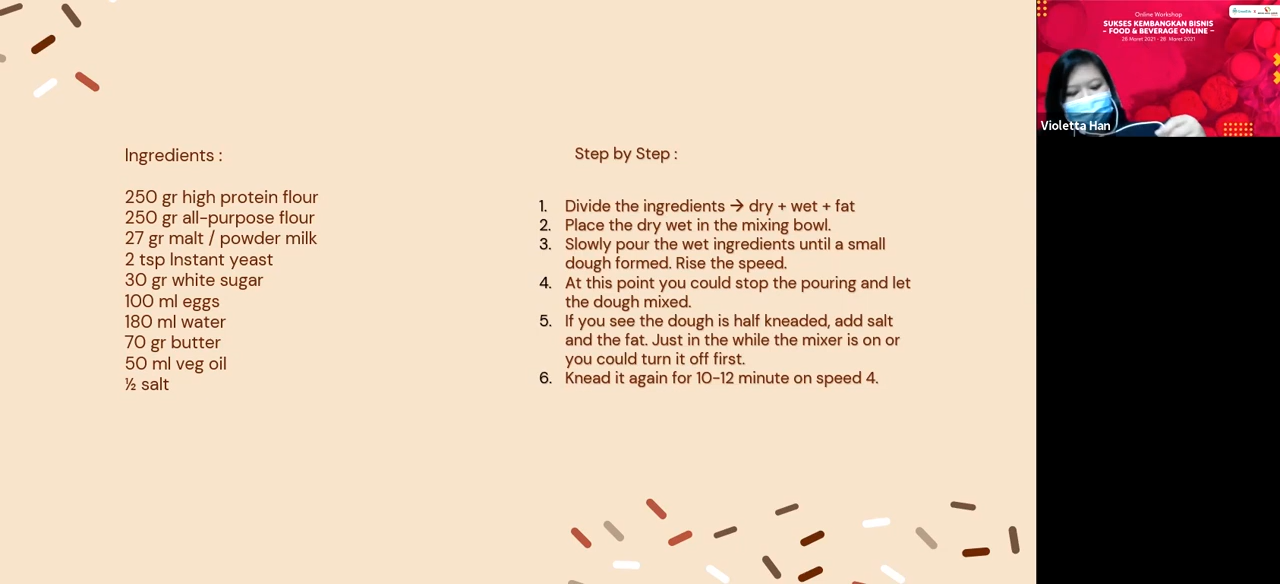 Ingredients :
250 gr high protein flour
250 gr all-purpose flour
27 gr malt / powder milk
2 tsp Instant yeast
30 gr white sugar
100 ml eggs
180 ml water
70 gr butter
50 ml veg oil
½ salt
Step by Step :
1. Divide the ingredients → dry + wet + fat
2. Place the dry wet in the mixing bowl.
3. Slowly pour the wet ingredients until a small
dough formed. Rise the speed.
4. At this point you could stop the pouring and let
the dough mixed.
5. If you see the dough is half kneaded, add salt
and the fat. Just in the while the mixer is on or
you could turn it off first.
6. Knead it again for 10-12 minute on speed 4.
Online Workshop
SUKSES KEMBANGKAN BISNIS
- FOOD & BEVERAGE ONLINE -
26 Maret 2021 - 28 Maret 2021
Violetta Han